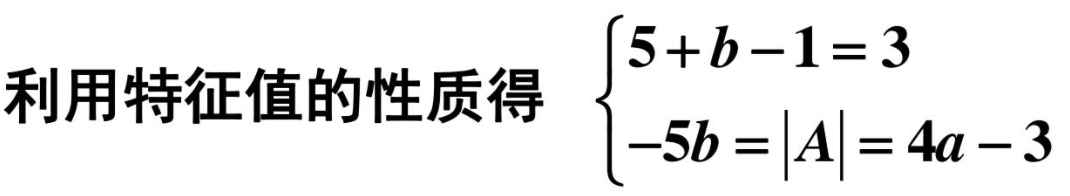 利用特征值的性质得
5 + b − 1 = 3
−5b = |A| = 4a − 3